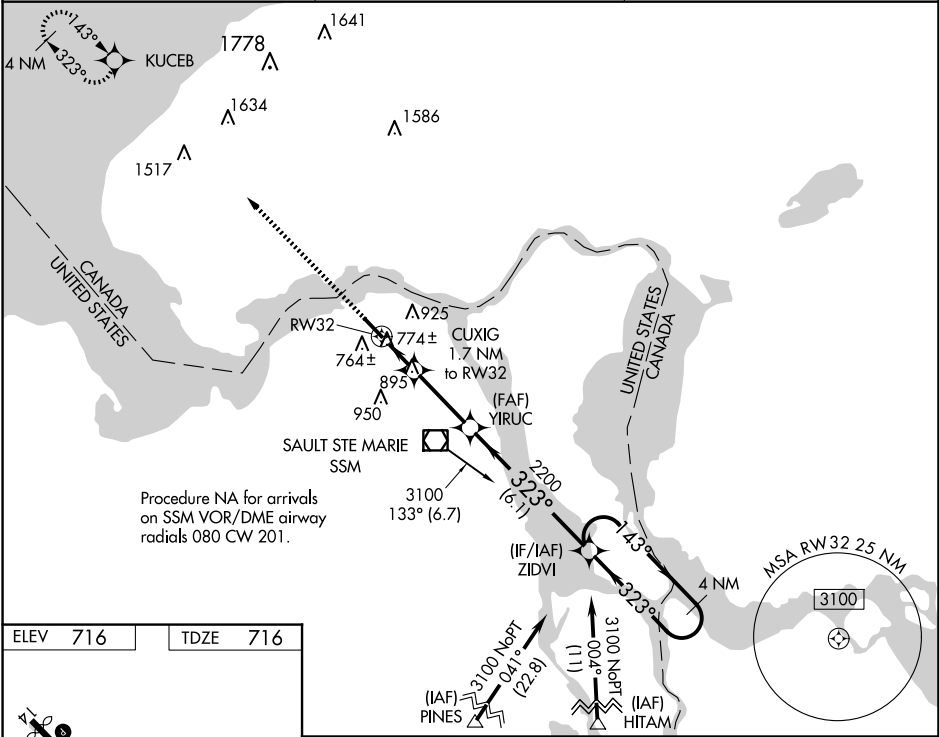 1641
1778
143°
323°
4 NM
KUCEB
1634
1586
1517
CANADA
UNITED STATES
UNITED STATES
CANADA
925
RW32
774±
764±
CUXIG
1.7 NM
to RW32
895
950
(FAF)
YIRUC
SAULT STE MARIE
SSM
2200
323°
(6.1)
3100
133° (6.7)
Procedure NA for arrivals
on SSM VOR/DME airway
radials 080 CW 201.
(IF/IAF)
ZIDVI
143°
323°
4 NM
MSA RW32 25 NM
3100
ELEV 716
TDZE 716
3100 NoPT
041°
(22.8)
3100 NoPT
004°
(11)
(IAF)
PINES
(IAF)
HITAM
14
P